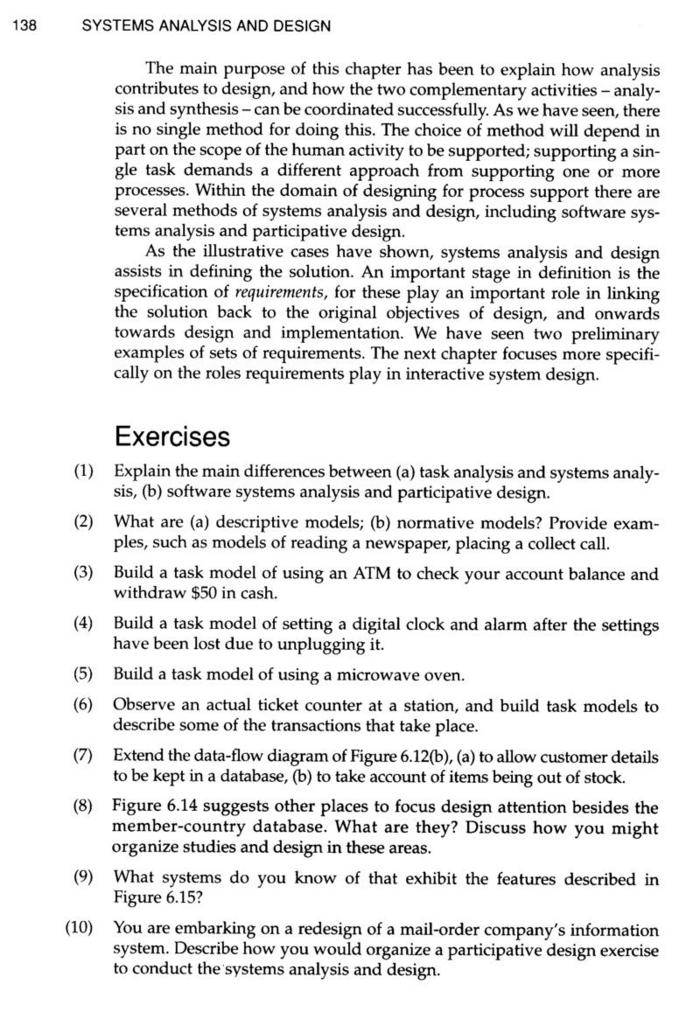 138 SYSTEMS ANALYSIS AND DESIGN
The main purpose of this chapter has been to explain how analysis
contributes to design, and how the two complementary activities – analy-
sis and synthesis – can be coordinated successfully. As we have seen, there
is no single method for doing this. The choice of method will depend in
part on the scope of the human activity to be supported; supporting a sin-
gle task demands a different approach from supporting one or more
processes. Within the domain of designing for process support there are
several methods of systems analysis and design, including software sys-
tems analysis and participative design.
As the illustrative cases have shown, systems analysis and design
assists in defining the solution. An important stage in definition is the
specification of requirements, for these play an important role in linking
the solution back to the original objectives of design, and onwards
towards design and implementation. We have seen two preliminary
examples of sets of requirements. The next chapter focuses more specifi-
cally on the roles requirements play in interactive system design.
Exercises
(1) Explain the main differences between (a) task analysis and systems analy-
sis, (b) software systems analysis and participative design.
(2) What are (a) descriptive models; (b) normative models? Provide exam-
ples, such as models of reading a newspaper, placing a collect call.
(3) Build a task model of using an ATM to check your account balance and
withdraw $50 in cash.
(4) Build a task model of setting a digital clock and alarm after the settings
have been lost due to unplugging it.
(5) Build a task model of using a microwave oven.
(6) Observe an actual ticket counter at a station, and build task models to
describe some of the transactions that take place.
(7) Extend the data-flow diagram of Figure 6.12(b), (a) to allow customer details
to be kept in a database, (b) to take account of items being out of stock.
(8) Figure 6.14 suggests other places to focus design attention besides the
member-country database. What are they? Discuss how you might
organize studies and design in these areas.
(9) What systems do you know of that exhibit the features described in
Figure 6.15?
(10) You are embarking on a redesign of a mail-order company's information
system. Describe how you would organize a participative design exercise
to conduct the systems analysis and design.